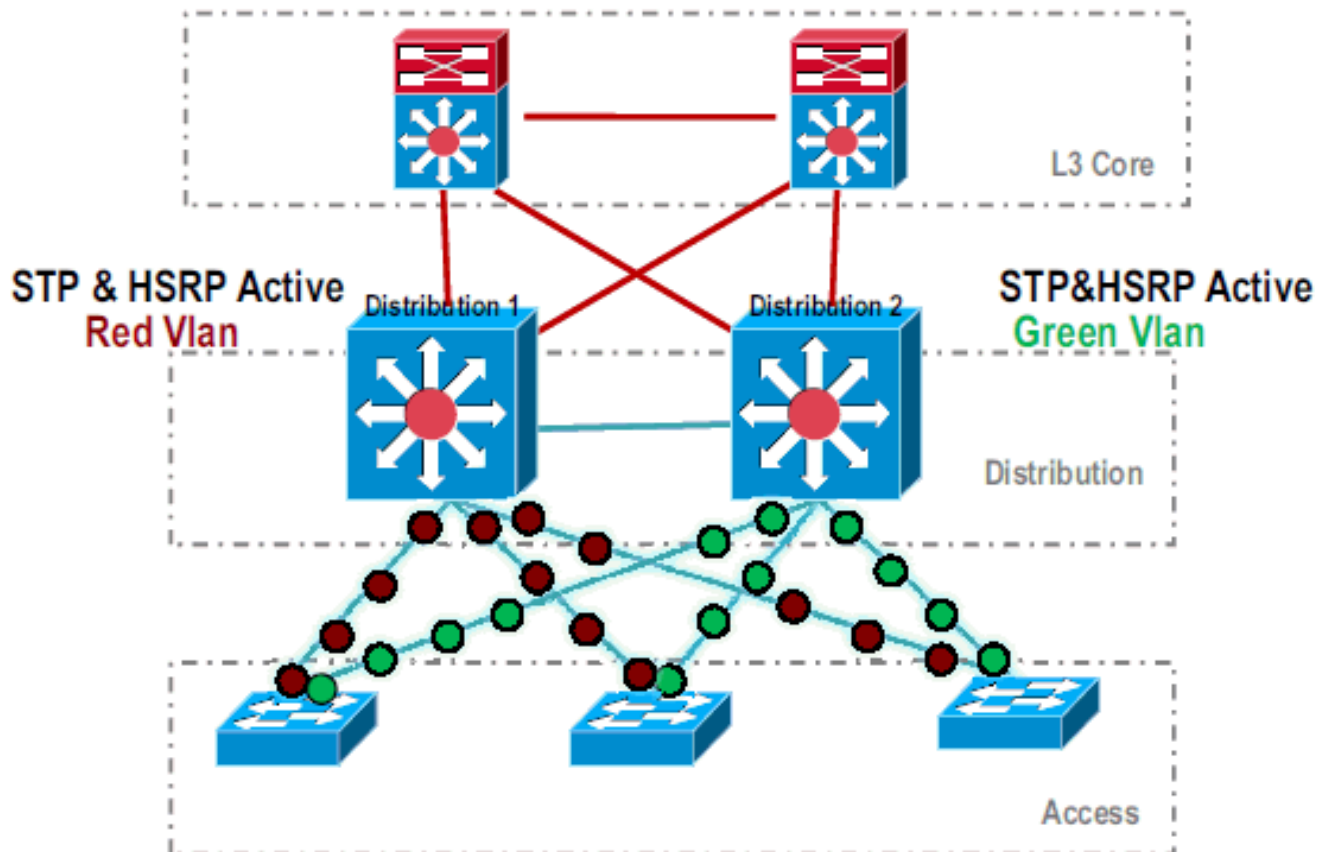 L3 Core
STP & HSRP Active
Red Vlan
Distribution 1
Distribution 2
STP&HSRP Active
Green Vlan
Distribution
Access